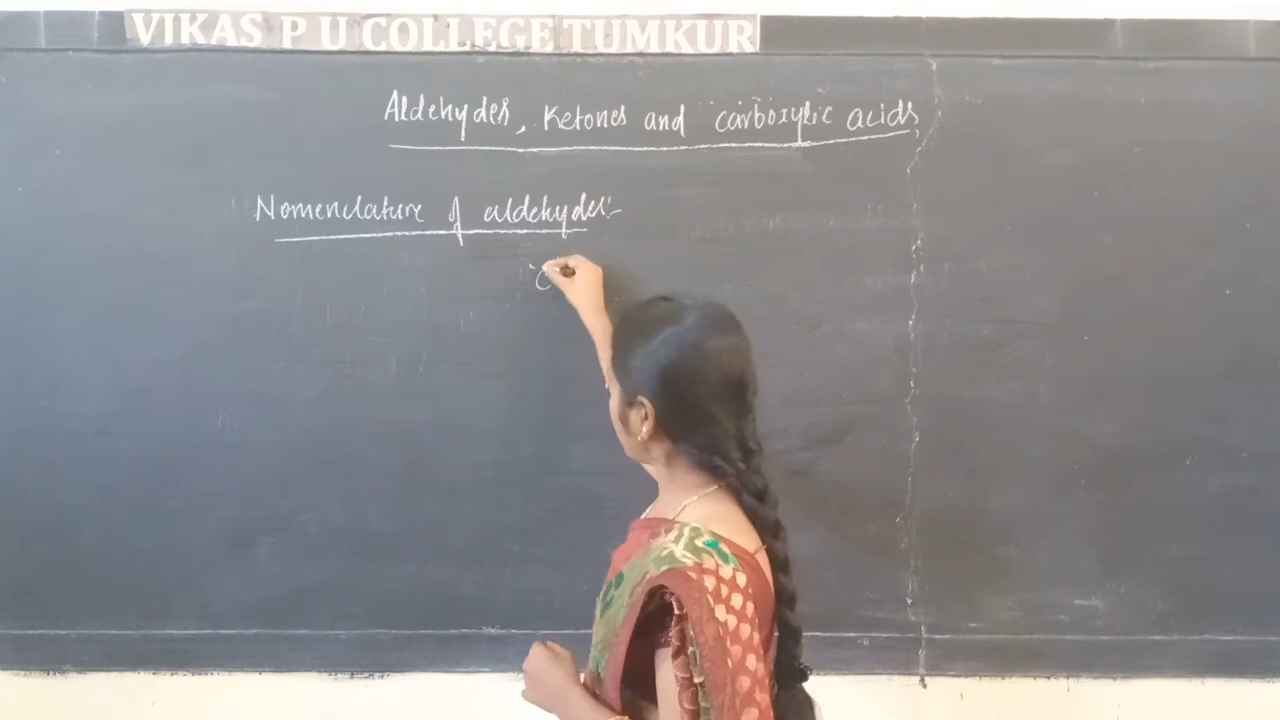 VIKAS P U COLLEGE TUMKUR
Aldehydes, Ketones and carboxylic acids
Nomenclature of aldehydes:-
C